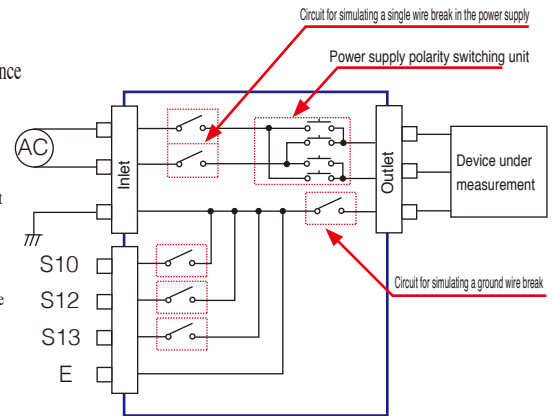 Circuit for simulating a single wire break in the power supply
Power supply polarity switching unit
AC
Inlet
Outlet
Device under
measurement
S10
S12
S13
E
Circuit for simulating a ground wire break